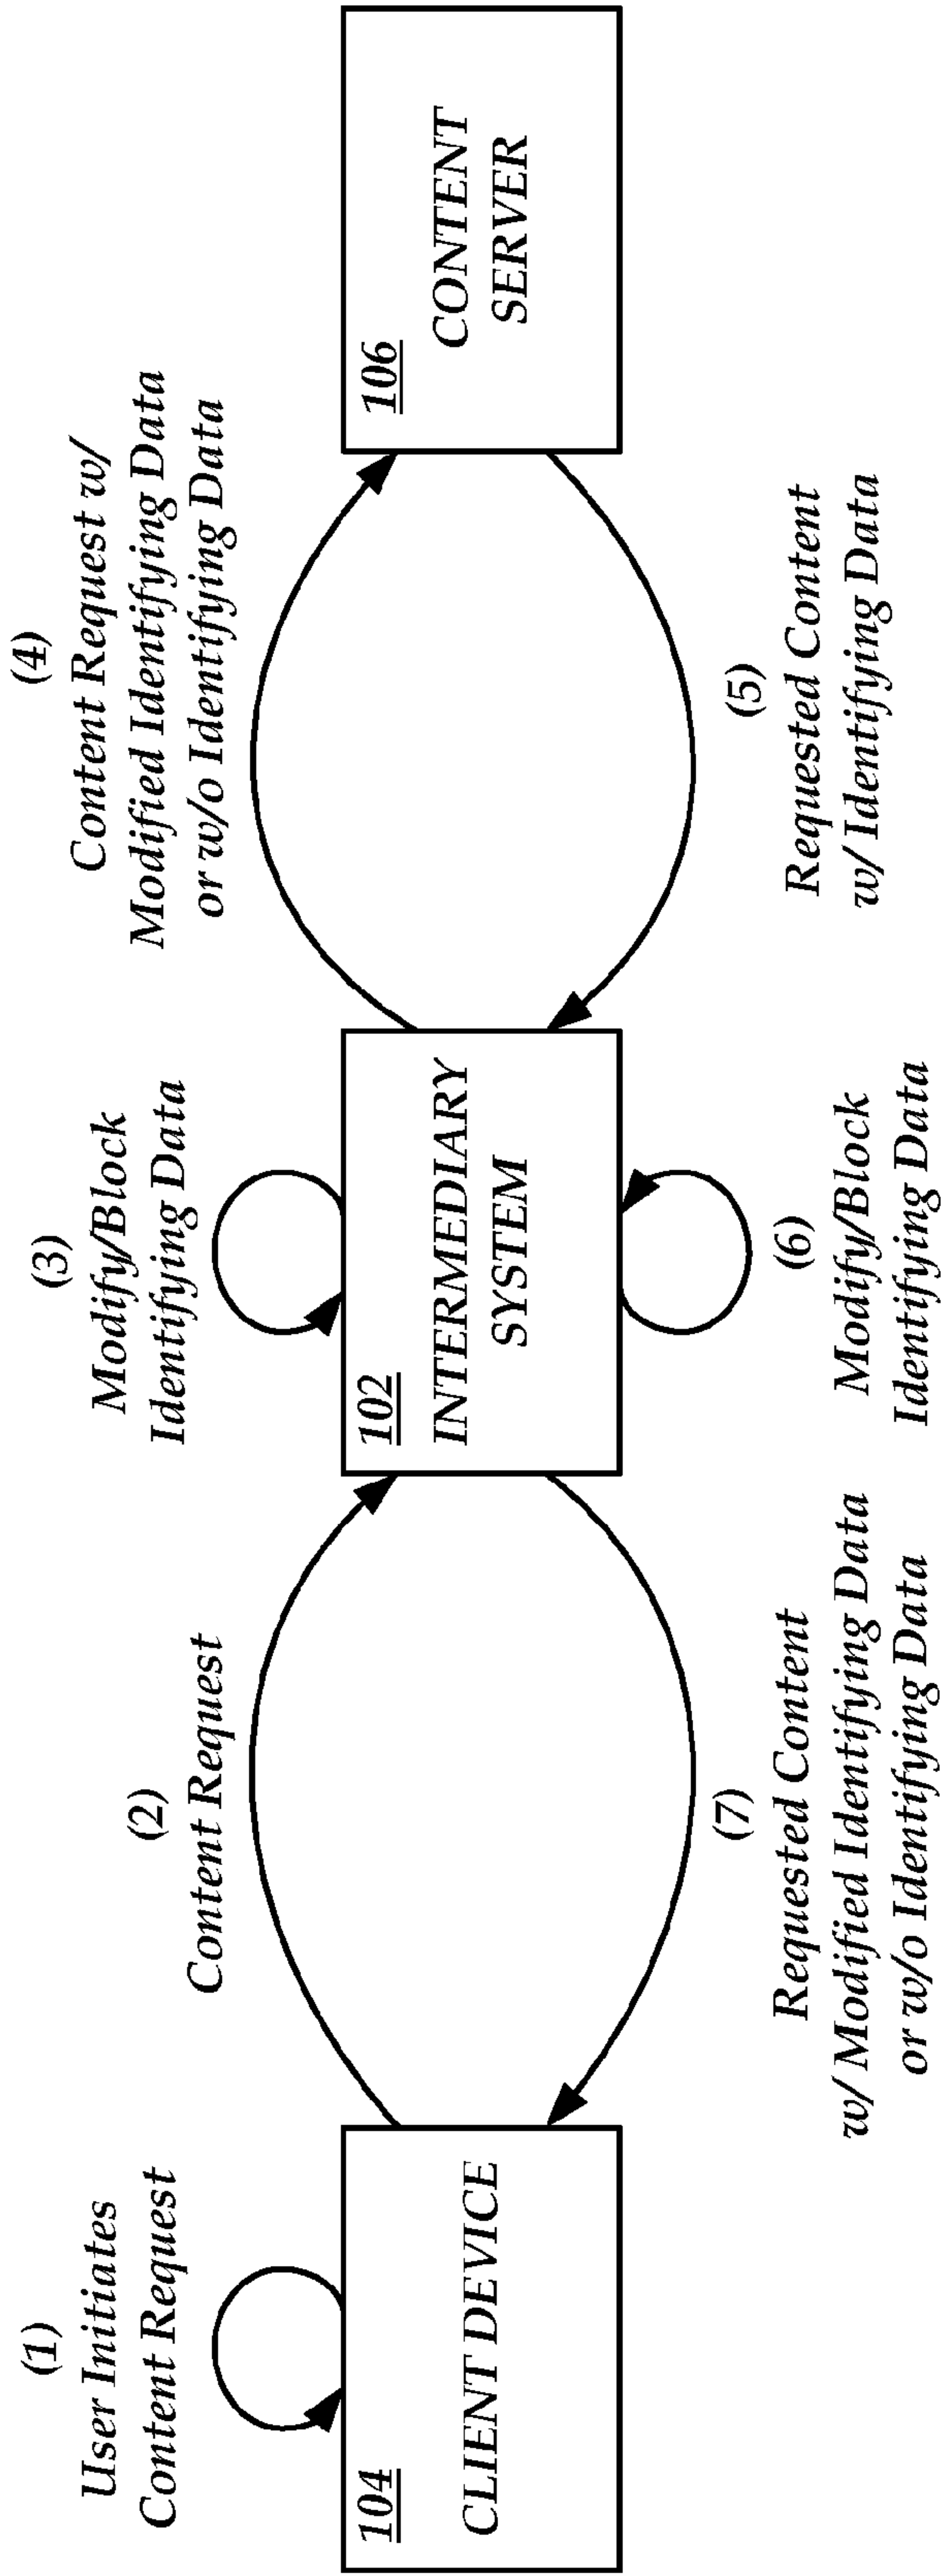 (1)
User Initiates
Content Request
104
CLIENT DEVICE
(2)
Content Request
(3)
Modify/Block
Identifying Data
102
INTERMEDIARY
SYSTEM
(4)
Content Request w/
Modified Identifying Data
or w/o Identifying Data
106
CONTENT
SERVER
(5)
Requested Content
w/ Identifying Data
(6)
Modify/Block
Identifying Data
(7)
Requested Content
w/ Modified Identifying Data
or w/o Identifying Data